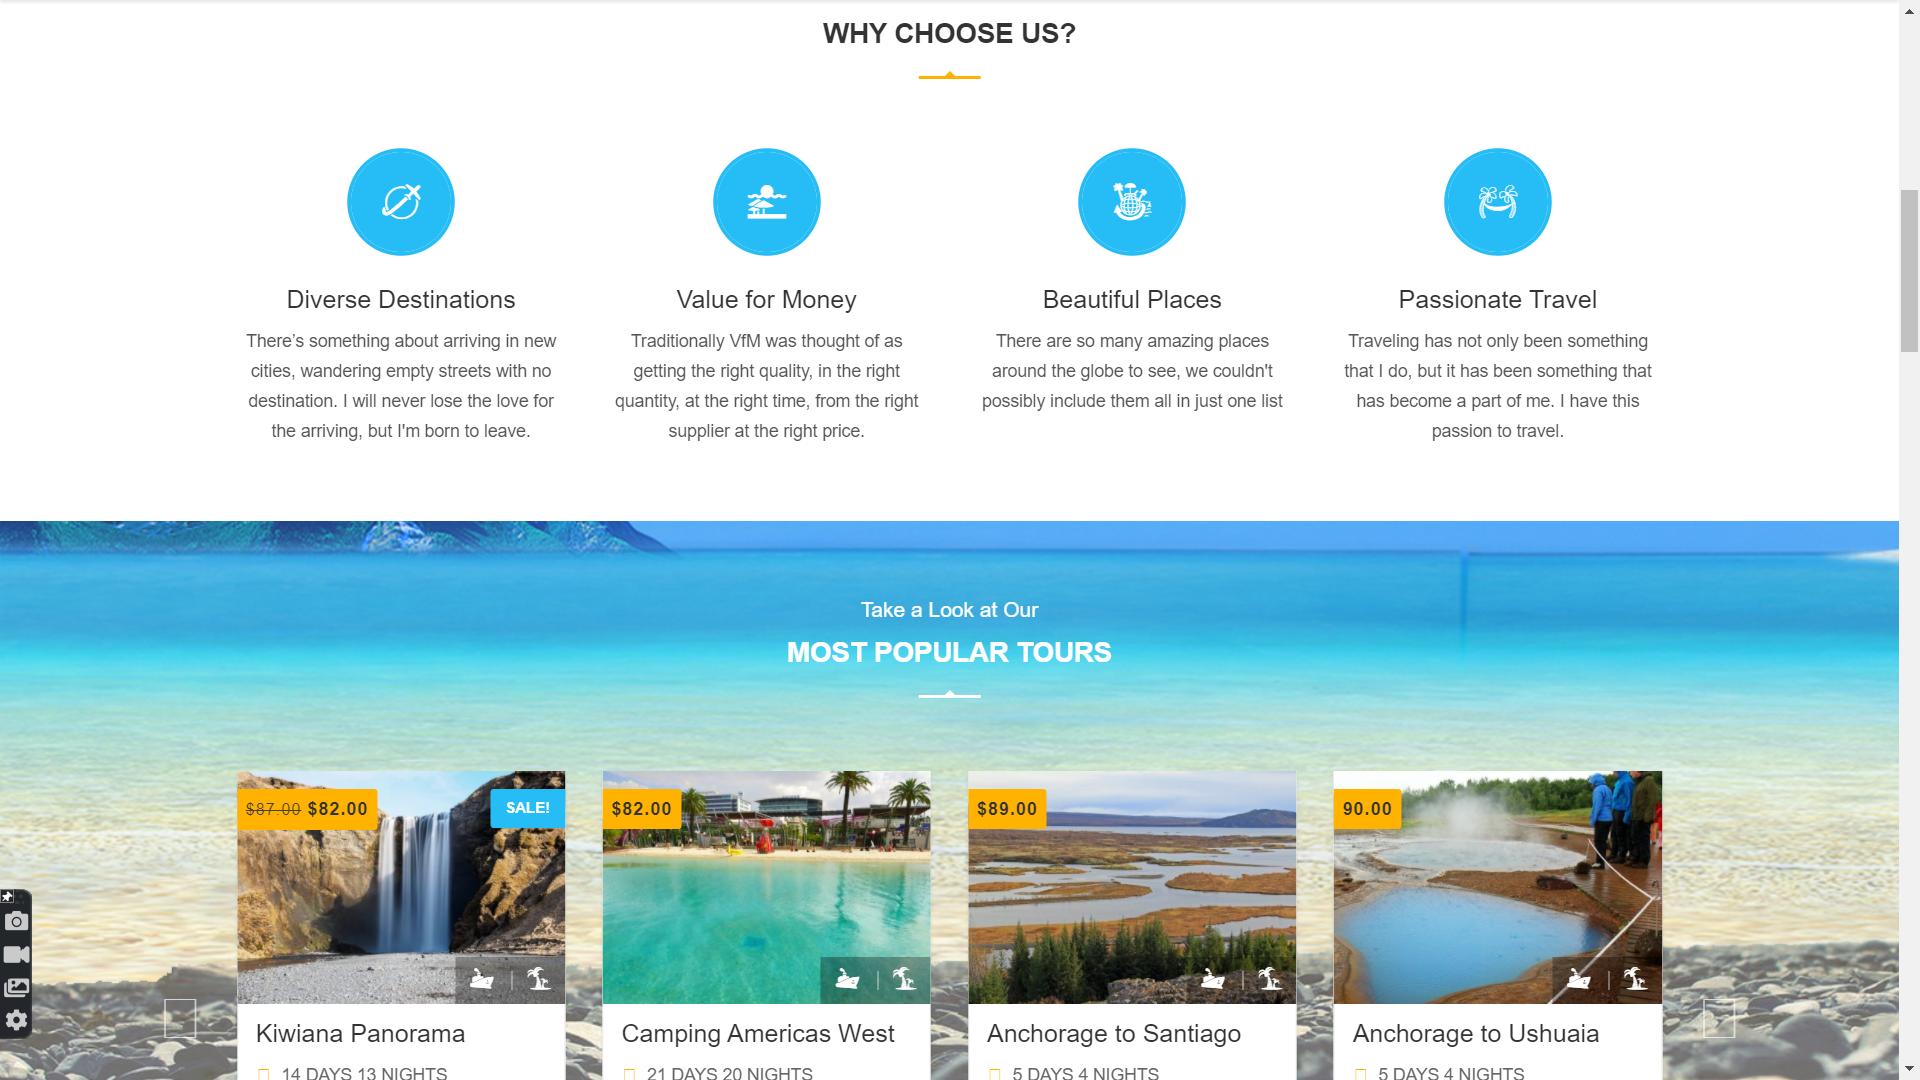 WHY CHOOSE US?
Diverse Destinations
There’s something about arriving in new
cities, wandering empty streets with no
destination. I will never lose the love for
the arriving, but I'm born to leave.
Value for Money
Traditionally VfM was thought of as
getting the right quality, in the right
quantity, at the right time, from the right
supplier at the right price.
Beautiful Places
There are so many amazing places
around the globe to see, we couldn't
possibly include them all in just one list
Passionate Travel
Traveling has not only been something
that I do, but it has been something that
has become a part of me. I have this
passion to travel.
Take a Look at Our
MOST POPULAR TOURS
$87.00 $82.00
SALE!
Kiwiana Panorama
14 DAYS 13 NIGHTS
$82.00
Camping Americas West
21 DAYS 20 NIGHTS
$89.00
Anchorage to Santiago
5 DAYS 4 NIGHTS
90.00
Anchorage to Ushuaia
5 DAYS 4 NIGHTS